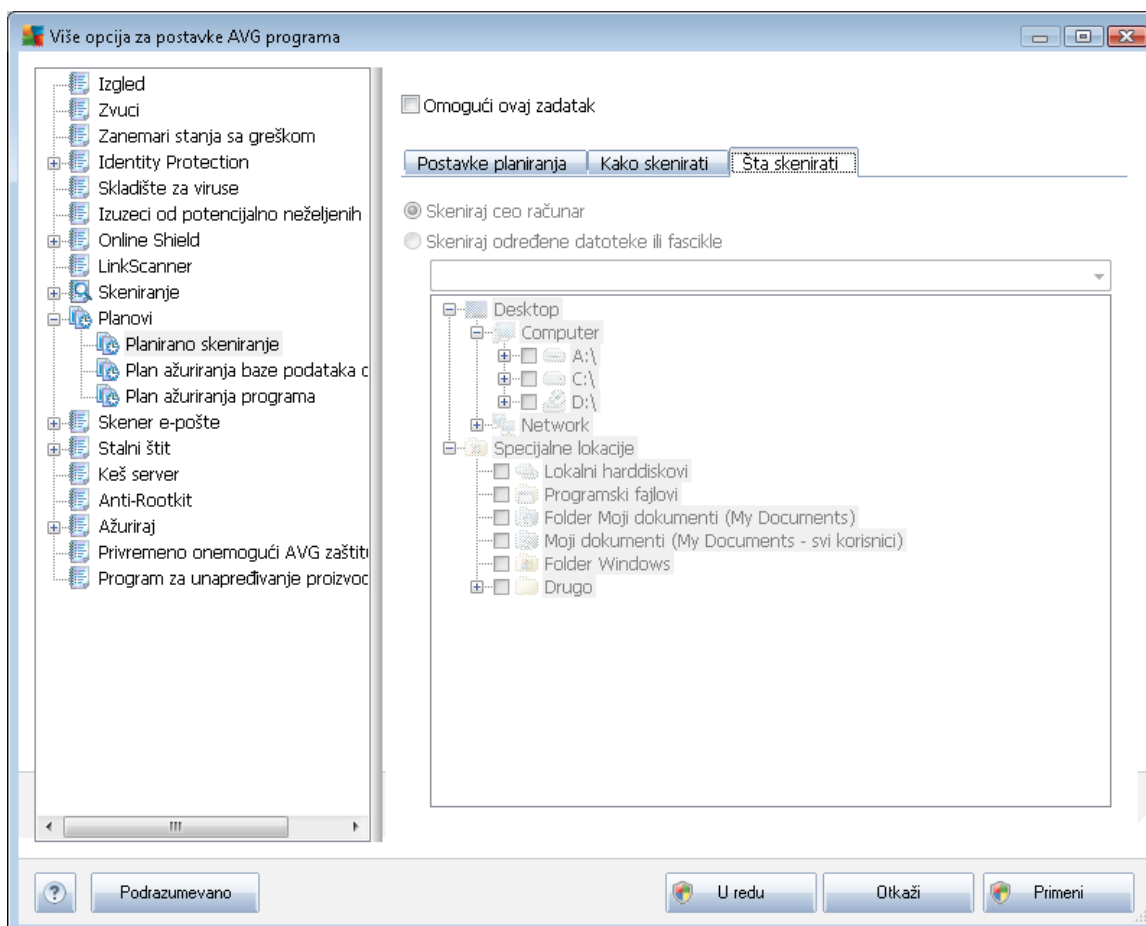 Više opcija za postavke AVG programa
Izgled
Zvuci
Zanemari stanja sa greškom
Identity Protection
Skladište za viruse
Izuzeci od potencijalno neželjenih
Online Shield
LinkScanner
Skeniranje
Planovi
Planirano skeniranje
Plan ažuriranja baze podataka
Plan ažuriranja programa
Skener e-pošte
Stalni štit
Keš server
Anti-Rootkit
Ažuriraj
Privremeno onemogući AVG zaštitu
Program za unapređivanje proizvod
Omogući ovaj zadatak
Postavke planiranja Kako skenirati Šta skenirati
Skeniraj ceo računar
Skeniraj određene datoteke ili fascikle
Desktop
Computer
A:\
C:\
D:\
Network
Specijalne lokacije
Lokalni harddiskovi
Programski fajlovi
Folder Moji dokumenti (My Documents)
Moji dokumenti (My Documents - svi korisnici)
Folder Windows
Drugo
? Podrazumevano U redu Otkaži Primeni